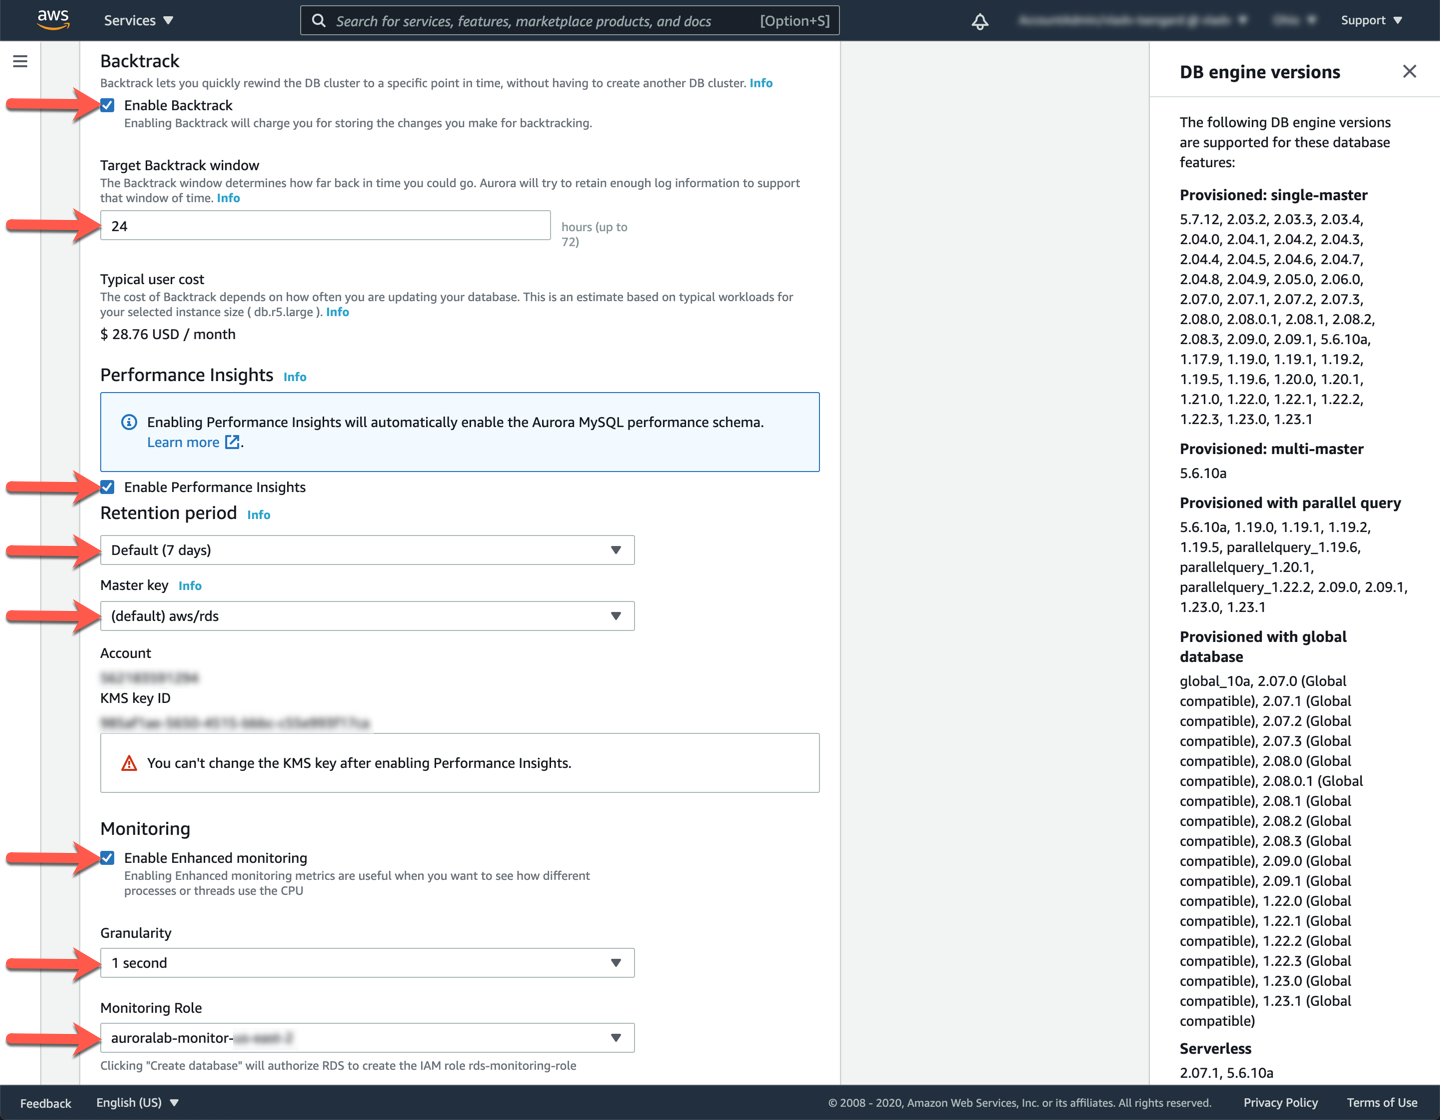 aws
Services
Search for services, features, marketplace products, and docs [Option+S]
Support
Backtrack
Backtrack lets you quickly rewind the DB cluster to a specific point in time, without having to create another DB cluster. Info
Enable Backtrack
Enabling Backtrack will charge you for storing the changes you make for backtracking.
Target Backtrack window
The Backtrack window determines how far back in time you could go. Aurora will try to retain enough log information to support
that window of time. Info
24
hours (up to
72)
Typical user cost
The cost of Backtrack depends on how often you are updating your database. This is an estimate based on typical workloads for
your selected instance size ( db.r5.large ). Info
$ 28.76 USD / month
Performance Insights Info
Enabling Performance Insights will automatically enable the Aurora MySQL performance schema.
Learn more .
Enable Performance Insights
Retention period Info
Default (7 days)
Master key Info
(default) aws/rds
Account
KMS key ID
You can't change the KMS key after enabling Performance Insights.
Monitoring
Enable Enhanced monitoring
Enabling Enhanced monitoring metrics are useful when you want to see how different
processes or threads use the CPU
Granularity
1 second
Monitoring Role
auroralab-monitor-
Clicking "Create database" will authorize RDS to create the IAM role rds-monitoring-role
DB engine versions
The following DB engine versions
are supported for these database
features:
Provisioned: single-master
5.7.12, 2.03.2, 2.03.3, 2.03.4,
2.04.0, 2.04.1, 2.04.2, 2.04.3,
2.04.4, 2.04.5, 2.04.6, 2.04.7,
2.04.8, 2.04.9, 2.05.0, 2.06.0,
2.07.0, 2.07.1, 2.07.2, 2.07.3,
2.08.0, 2.08.0.1, 2.08.1, 2.08.2,
2.08.3, 2.09.0, 2.09.1, 5.6.10a,
1.17.9, 1.19.0, 1.19.1, 1.19.2,
1.19.5, 1.19.6, 1.20.0, 1.20.1,
1.21.0, 1.22.0, 1.22.1, 1.22.2,
1.22.3, 1.23.0, 1.23.1
Provisioned: multi-master
5.6.10a
Provisioned with parallel query
5.6.10a, 1.19.0, 1.19.1, 1.19.2,
1.19.5, parallelquery_1.19.6,
parallelquery_1.20.1,
parallelquery_1.22.2, 2.09.0, 2.09.1,
1.23.0, 1.23.1
Provisioned with global
database
global_10a, 2.07.0 (Global
compatible), 2.07.1 (Global
compatible), 2.07.2 (Global
compatible), 2.07.3 (Global
compatible), 2.08.0 (Global
compatible), 2.08.0.1 (Global
compatible), 2.08.1 (Global
compatible), 2.08.2 (Global
compatible), 2.08.3 (Global
compatible), 2.09.0 (Global
compatible), 2.09.1 (Global
compatible), 1.22.0 (Global
compatible), 1.22.1 (Global
compatible), 1.22.2 (Global
compatible), 1.22.3 (Global
compatible), 1.23.0 (Global
compatible), 1.23.1 (Global
compatible)
Serverless
2.07.1, 5.6.10a
Feedback
English (US)
© 2008 - 2020, Amazon Web Services, Inc. or its affiliates. All rights reserved.
Privacy Policy
Terms of Use